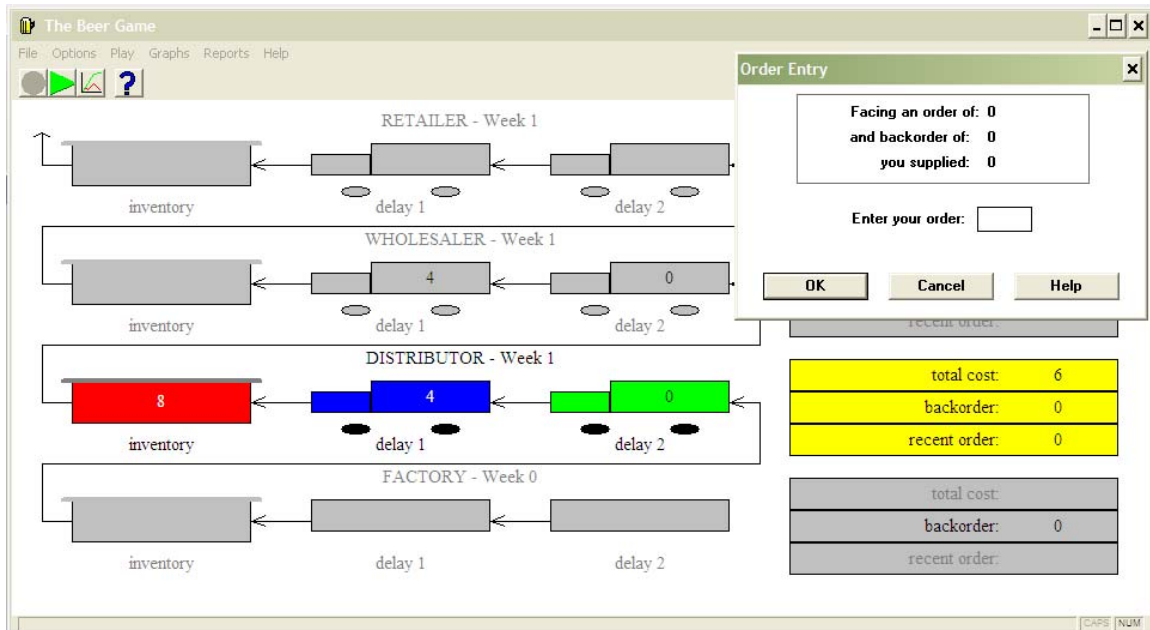 The Beer Game
File Options Play Graphs Reports Help
Order Entry
Facing an order of: 0
and backorder of: 0
you supplied: 0
Enter your order:
OK Cancel Help
RETAILER - Week 1
inventory delay 1 delay 2
WHOLESALER - Week 1
4 0
inventory delay 1 delay 2
recent order:
DISTRIBUTOR - Week 1
8 4 0
inventory delay 1 delay 2
total cost: 6
backorder: 0
recent order: 0
FACTORY - Week 0
inventory delay 1 delay 2
total cost:
backorder: 0
recent order:
CAPS NUM